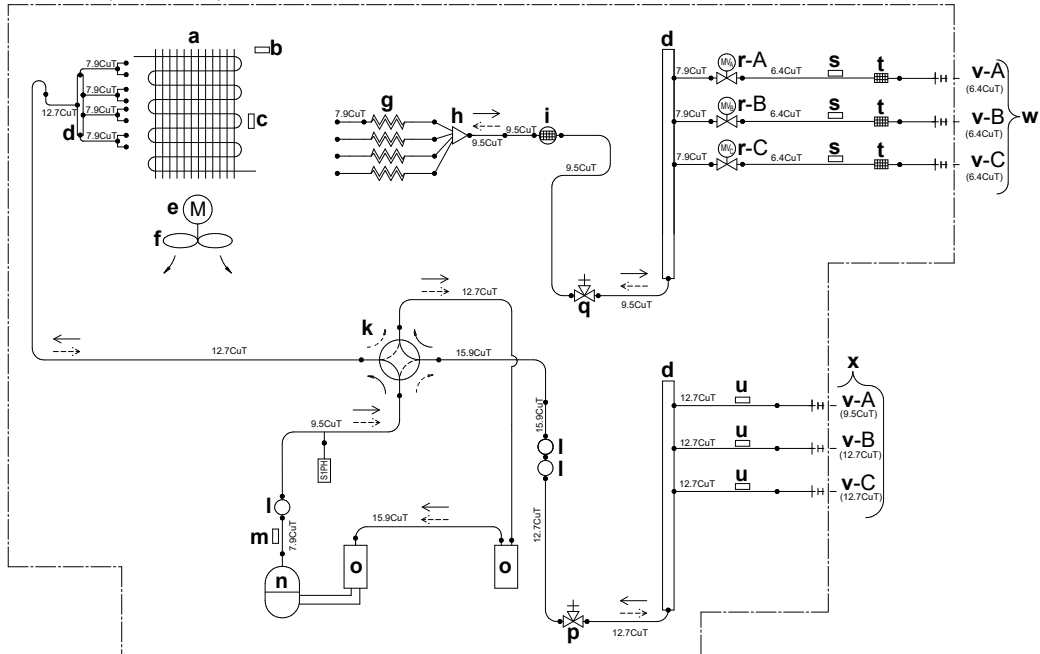 a
b
7.9CuT
7.9CuT
7.9CuT
7.9CuT
12.7CuT
d
c
e
M
f
7.9CuT
g
h
9.5CuT
9.5CuT
i
9.5CuT
q
9.5CuT
d
7.9CuT
r-A
6.4CuT
s
t
v-A
(6.4CuT)
7.9CuT
r-B
6.4CuT
s
t
v-B
(6.4CuT)
w
7.9CuT
r-C
6.4CuT
s
t
v-C
(6.4CuT)
12.7CuT
k
12.7CuT
15.9CuT
9.5CuT
S1PH
l
m
7.9CuT
n
15.9CuT
o
o
15.9CuT
l
l
12.7CuT
p
12.7CuT
d
x
12.7CuT
u
v-A
(9.5CuT)
12.7CuT
u
v-B
(12.7CuT)
12.7CuT
u
v-C
(12.7CuT)